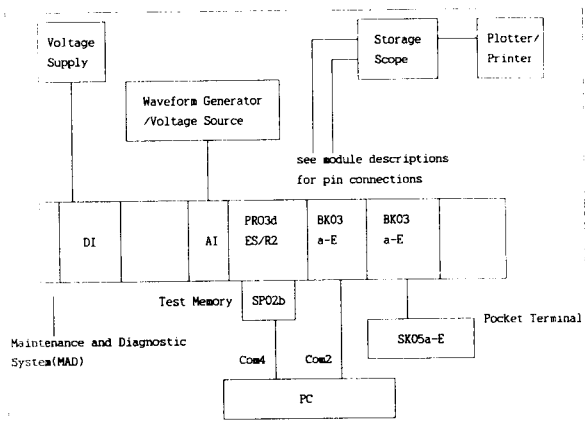 Voltage
Supply
Storage
Scope
Plotter/
Printer
Waveform Generator
/Voltage Source
see module descriptions
for pin connections
DI
AI
PR03d
ES/R2
BK03
a-E
BK03
a-E
Test Memory
SP02b
Pocket Terminal
SK05a-E
Maintenance and Diagnostic
System(MAD)
Com4
Com2
PC